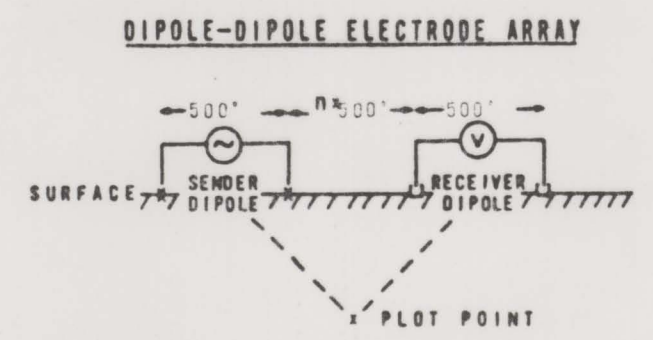 DIPOLE-DIPOLE ELECTRODE ARRAY
500' n x 500' 500'
~ V
SURFACE SENDER DIPOLE RECEIVER DIPOLE
x PLOT POINT